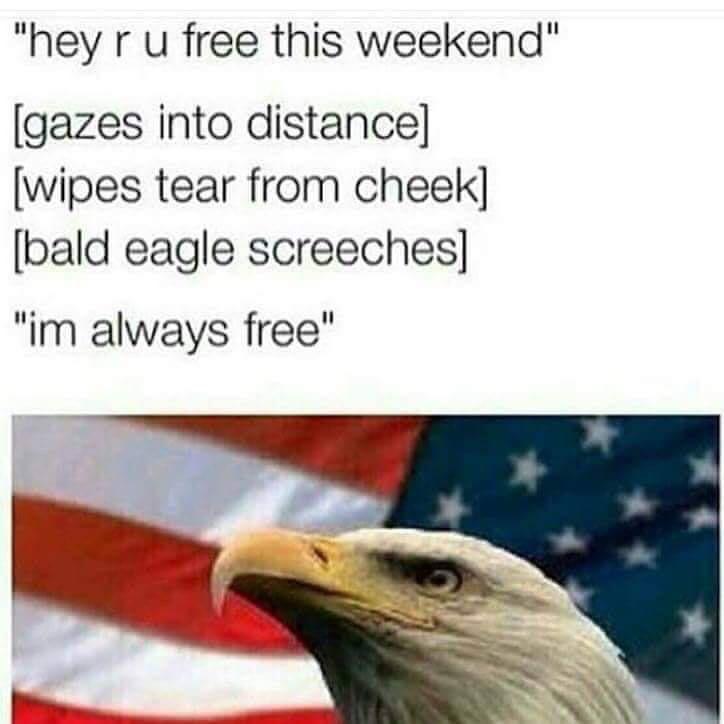 "hey r u free this weekend"
[gazes into distance]
[wipes tear from cheek]
[bald eagle screeches]
"im always free"